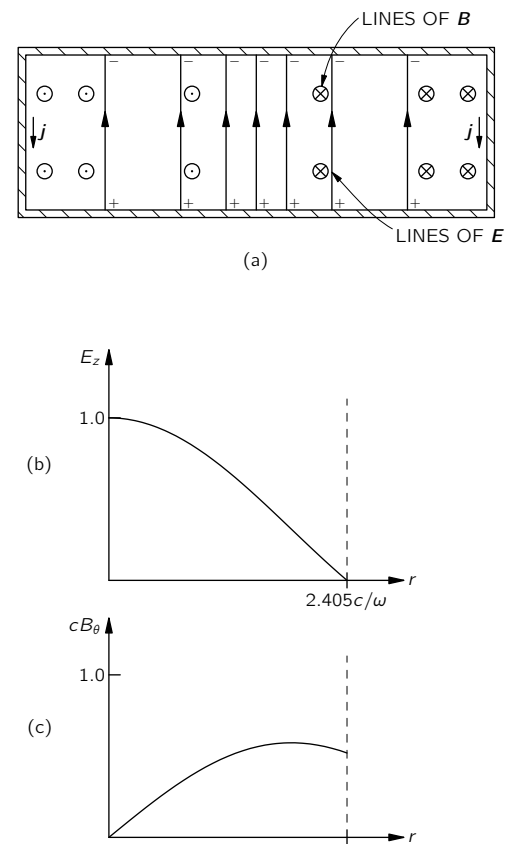 LINES OF B
− − − − − − −
j j
+ + + + + + +
LINES OF E
(a)
E_z
1.0
(b)
r
2.405c/ω
cB_θ
1.0
(c)
r